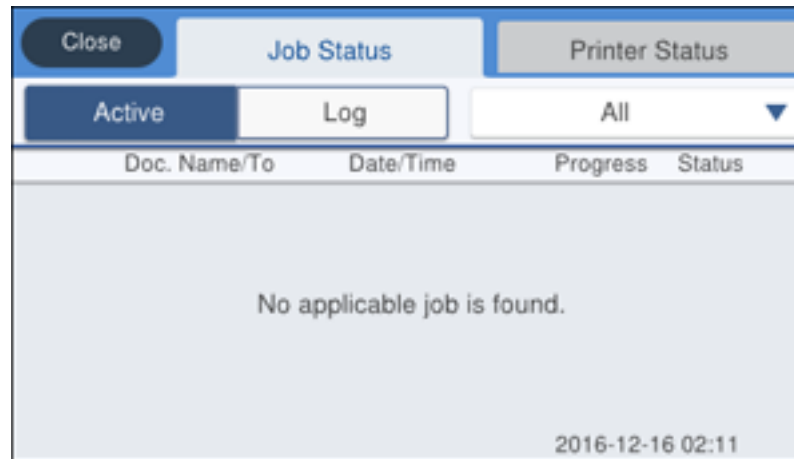 Close Job Status Printer Status
Active Log All
Doc. Name/To Date/Time Progress Status
No applicable job is found.
2016-12-16 02:11